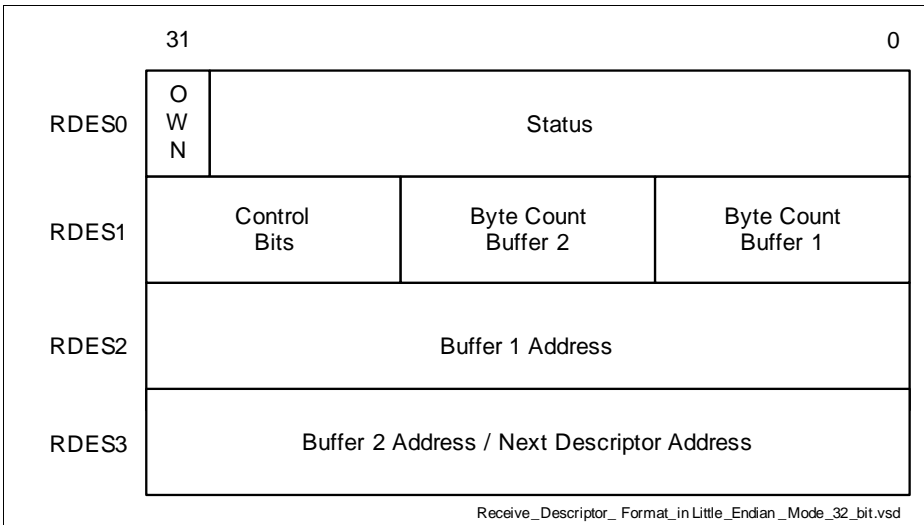 31 0
O
W
N
RDES0 Status
RDES1 Control
Bits
Byte Count
Buffer 2
Byte Count
Buffer 1
RDES2 Buffer 1 Address
RDES3 Buffer 2 Address / Next Descriptor Address
Receive_Descriptor_ Format_in Little_Endian _Mode_32_bit.vsd